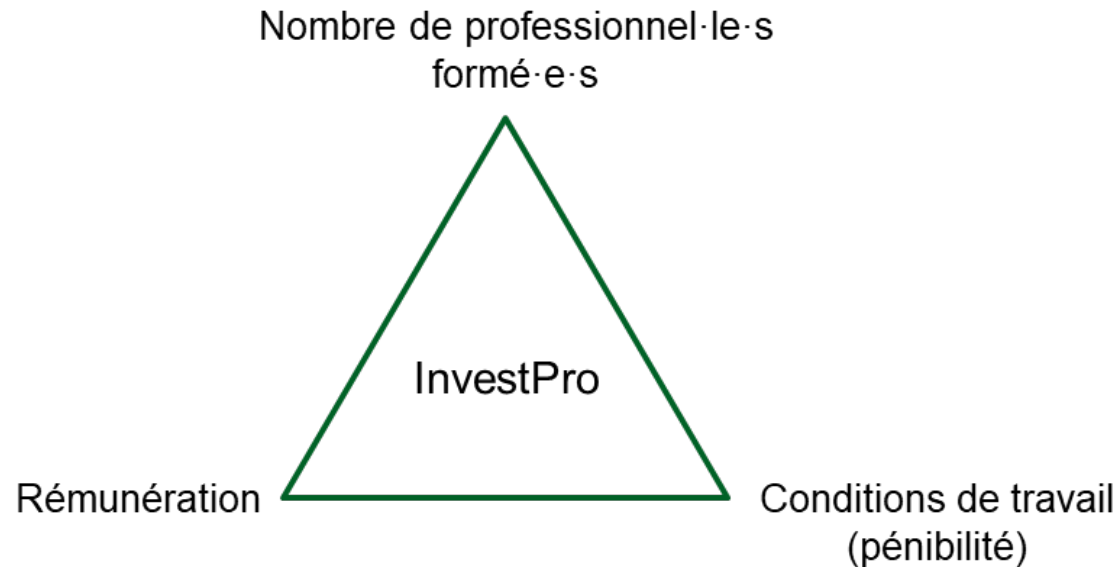 Nombre de professionnel·le·s
formé·e·s
InvestPro
Rémunération
Conditions de travail
(pénibilité)